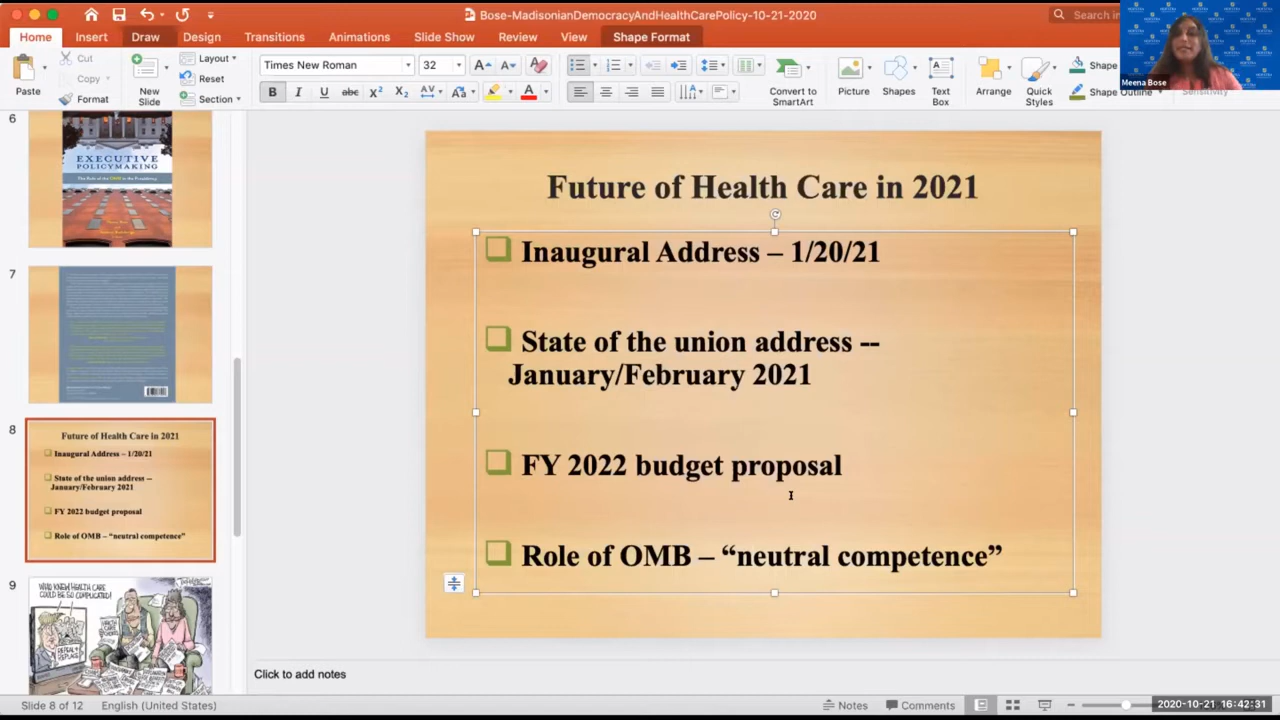 Bose-MadisonianDemocracyAndHealthCarePolicy-10-21-2020
Search in
Home Insert Draw Design Transitions Animations Slide Show Review View Shape Format
Paste
Cut
Copy
Format
New
Slide
Layout
Reset
Section
Times New Roman
32
Convert to
SmartArt
Picture
Shapes
Text
Box
Arrange
Quick
Styles
Shape
Shape Outline
Sensitivity
Meena Bose
6
EXECUTIVE
POLICYMAKING
7
8
Future of Health Care in 2021
Inaugural Address – 1/20/21
State of the union address --
January/February 2021
FY 2022 budget proposal
Role of OMB – “neutral competence”
9
WHO KNEW HEALTH CARE
COULD BE SO COMPLICATED!
REPEAL +
REPLACE
Future of Health Care in 2021
Inaugural Address – 1/20/21
State of the union address --
January/February 2021
FY 2022 budget proposal
Role of OMB – “neutral competence”
Click to add notes
Slide 8 of 12
English (United States)
Notes
Comments
2020-10-21 16:42:31